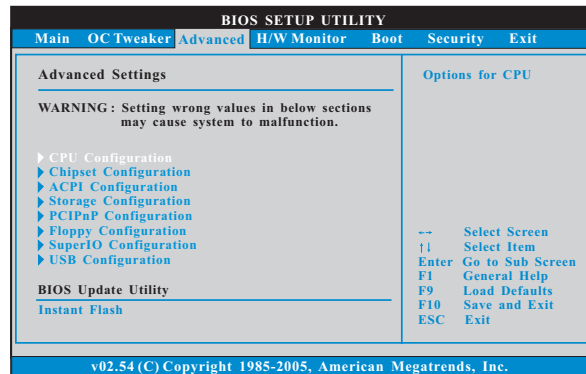 BIOS SETUP UTILITY
Main OC Tweaker Advanced H/W Monitor Boot Security Exit
Advanced Settings
WARNING : Setting wrong values in below sections
may cause system to malfunction.
CPU Configuration
Chipset Configuration
ACPI Configuration
Storage Configuration
PCIPnP Configuration
Floppy Configuration
SuperIO Configuration
USB Configuration
BIOS Update Utility
Instant Flash
Options for CPU
←→ Select Screen
↑↓ Select Item
Enter Go to Sub Screen
F1 General Help
F9 Load Defaults
F10 Save and Exit
ESC Exit
v02.54 (C) Copyright 1985-2005, American Megatrends, Inc.